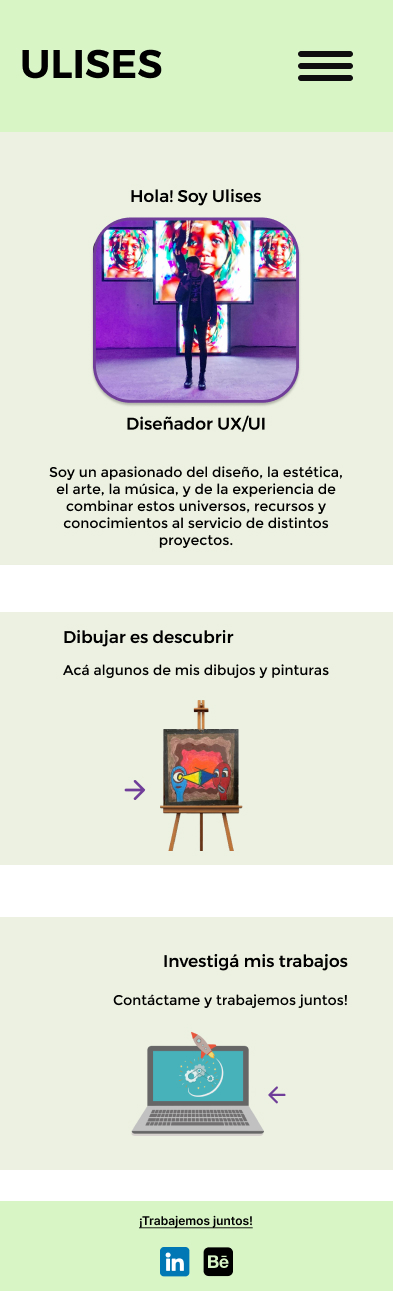 ULISES
Hola! Soy Ulises
Diseñador UX/UI
Soy un apasionado del diseño, la estética,
el arte, la música, y de la experiencia de
combinar estos universos, recursos y
conocimientos al servicio de distintos
proyectos.
Dibujar es descubrir
Acá algunos de mis dibujos y pinturas
Investigá mis trabajos
Contáctame y trabajemos juntos!
¡Trabajemos juntos!
in Bē